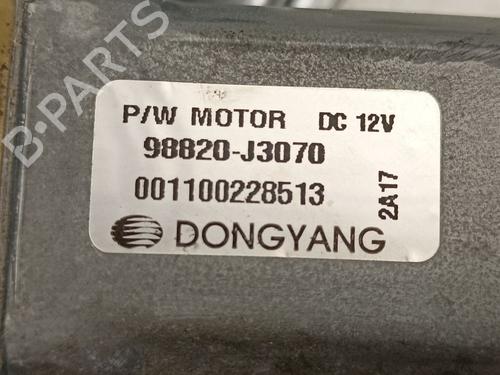 B-PARTS
P/W MOTOR DC 12V
98820-J3070
001100228513
2A17
DONGYANG